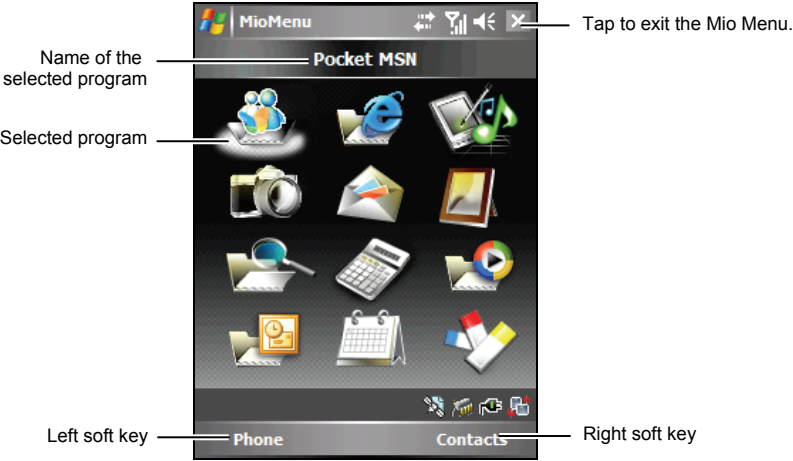 MioMenu
Tap to exit the Mio Menu.
Name of the
selected program
Pocket MSN
Selected program
Left soft key
Phone
Contacts
Right soft key